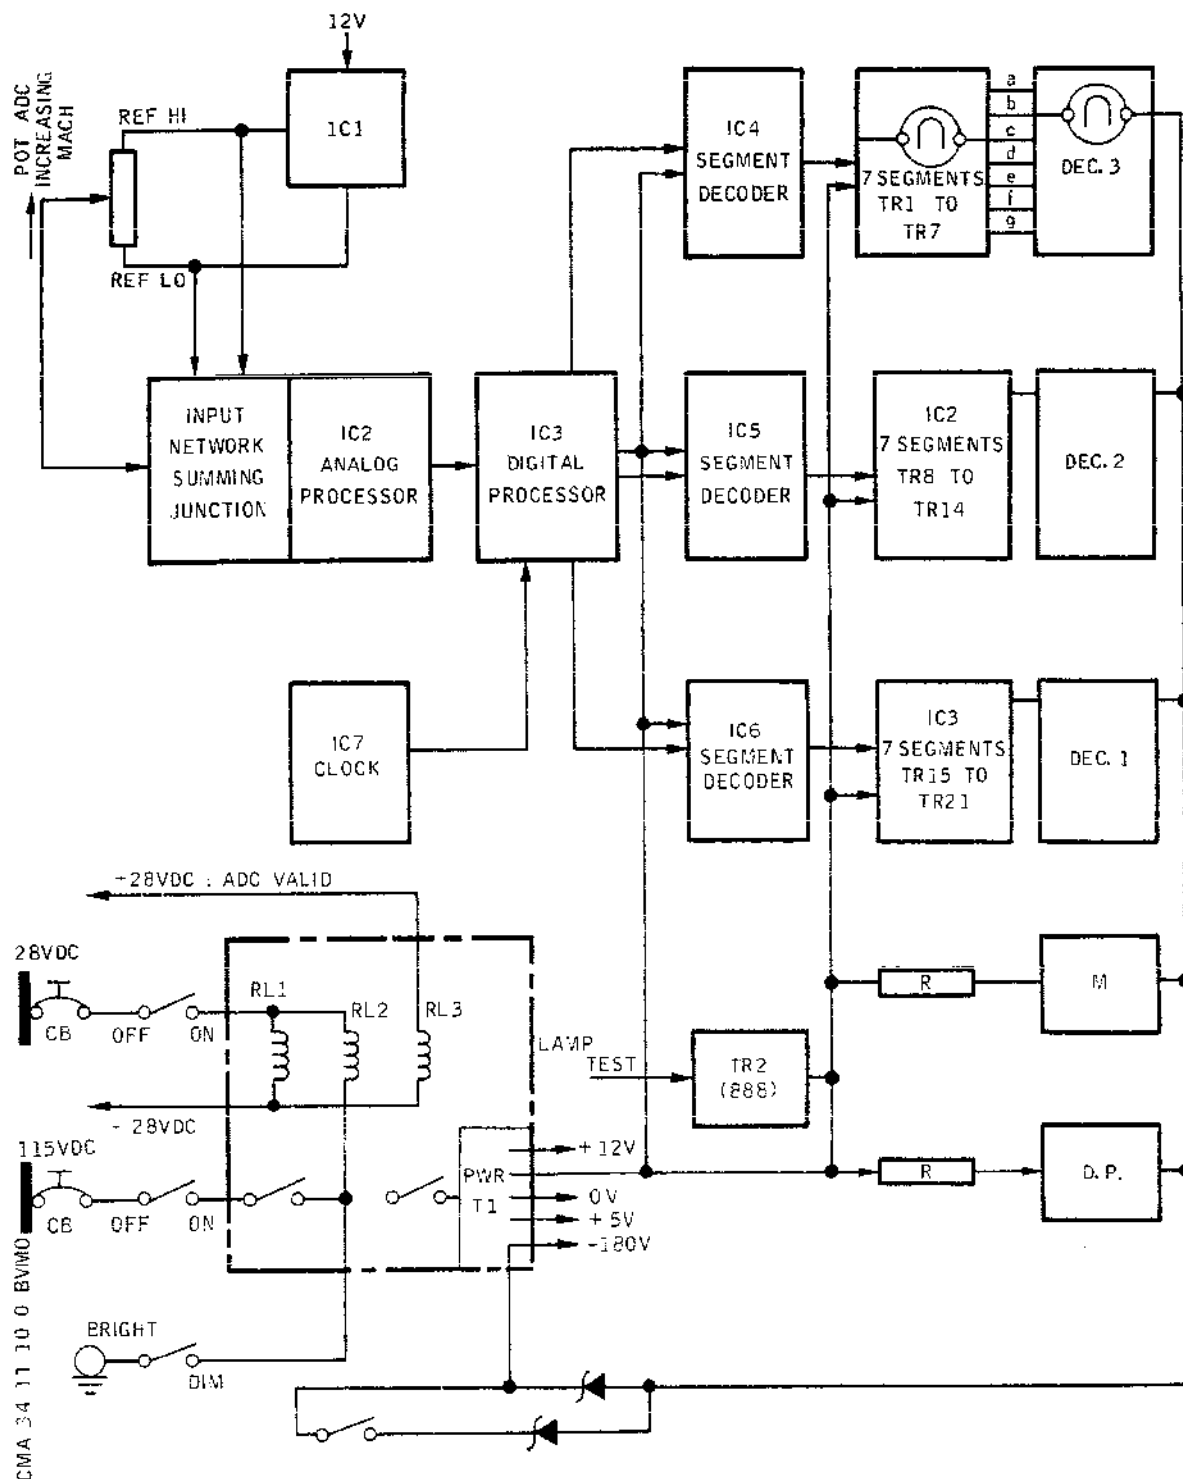 12V
POT ADC
INCREASING
MACH
REF HI
IC1
REF LO
IC4
SEGMENT
DECODER
7 SEGMENTS
TR1 TO
TR7
a
b
c
d
e
f
g
DEC.3
INPUT
NETWORK
SUMMING
JUNCTION
IC2
ANALOG
PROCESSOR
IC3
DIGITAL
PROCESSOR
IC5
SEGMENT
DECODER
IC2
7 SEGMENTS
TR8 TO
TR14
DEC.2
IC7
CLOCK
IC6
SEGMENT
DECODER
IC3
7 SEGMENTS
TR15 TO
TR21
DEC.1
+28VDC : ADC VALID
28VDC
CB
OFF
ON
RL1
RL2
RL3
- 28VDC
LAMP
TEST
TR2
(888)
R
M
115VDC
CB
OFF
ON
PWR
T1
+12V
0V
+5V
-180V
R
D.P.
BRIGHT
DIM
CMA 34 11 10 0 BVMO